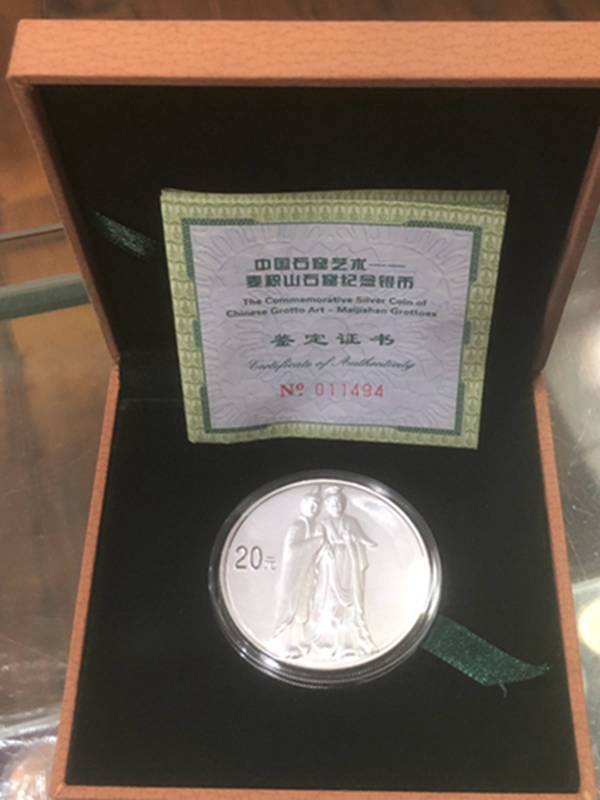 中国石窟艺术——
麦积山石窟纪念银币
The Commemorative Silver Coin of
Chinese Grotto Art – Maijishan Grottoes
鉴定证书
Certificate of Authenticity
Nº 011494
20元